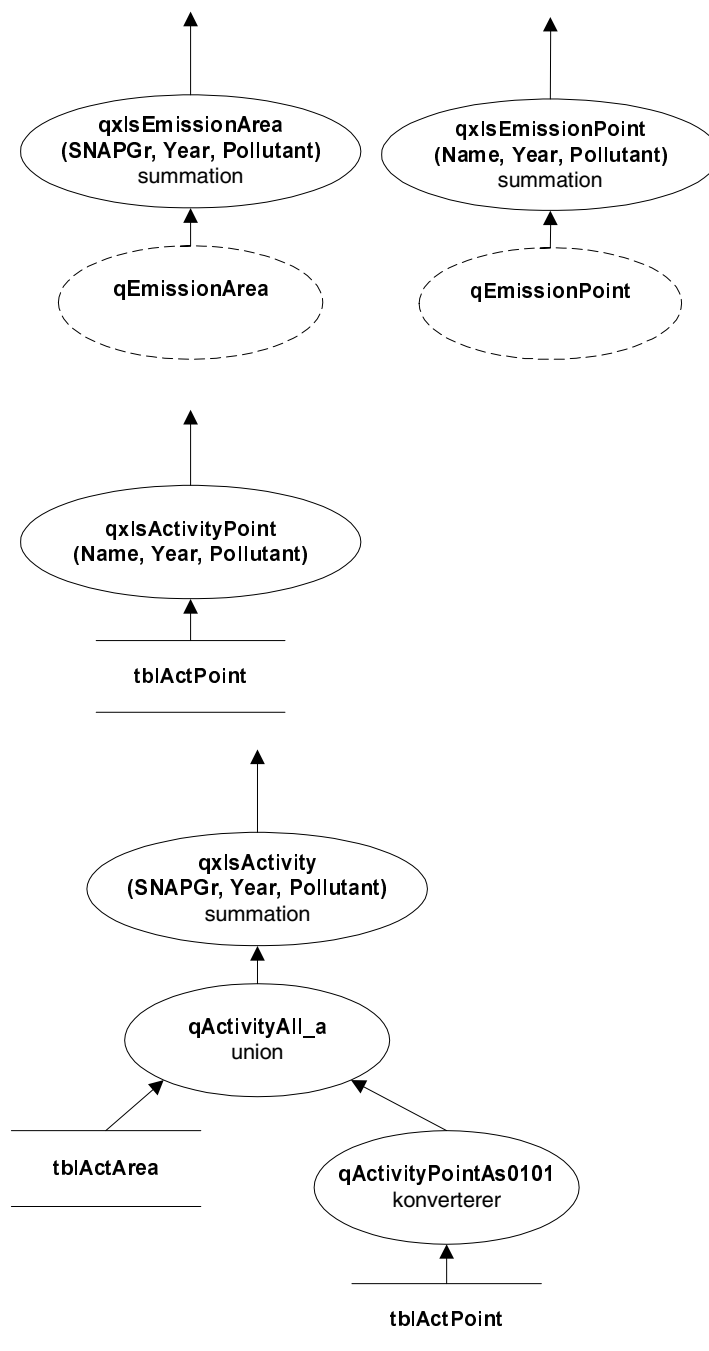 qxlsEmissionArea
(SNAPGr, Year, Pollutant)
summation
qxlsEmissionPoint
(Name, Year, Pollutant)
summation
qEmissionArea
qEmissionPoint
qxlsActivityPoint
(Name, Year, Pollutant)
tblActPoint
qxlsActivity
(SNAPGr, Year, Pollutant)
summation
qActivityAll_a
union
tblActArea
qActivityPointAs0101
konverterer
tblActPoint